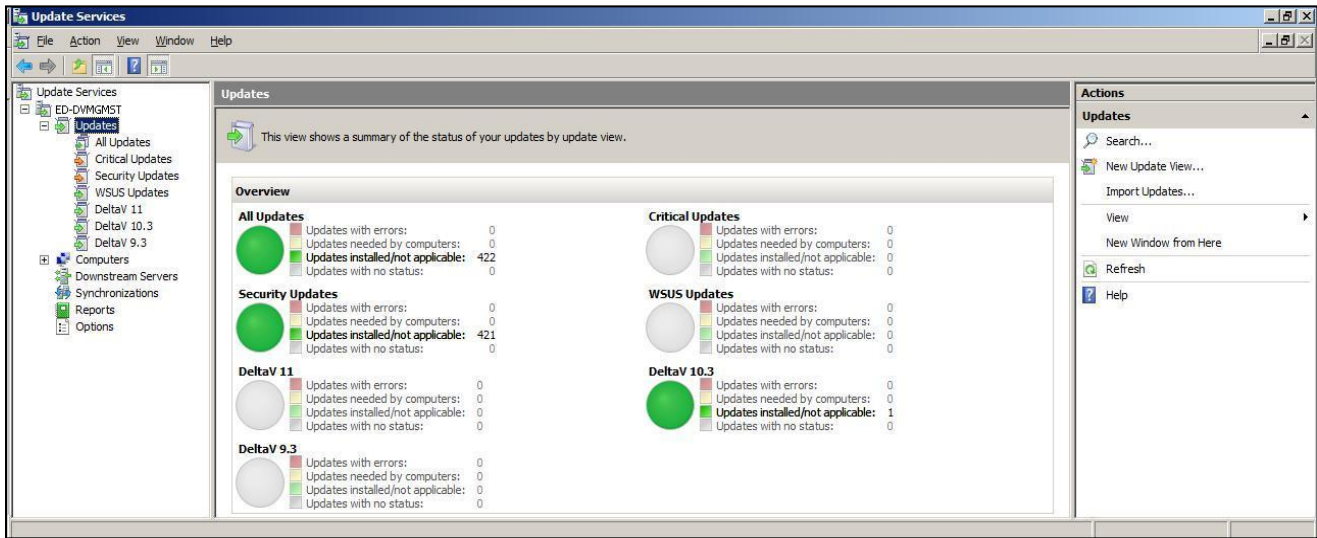 Update Services
File Action View Window Help
Update Services
ED-DVMGMST
Updates
All Updates
Critical Updates
Security Updates
WSUS Updates
DeltaV 11
DeltaV 10.3
DeltaV 9.3
Computers
Downstream Servers
Synchronizations
Reports
Options
Updates
This view shows a summary of the status of your updates by update view.
Overview
All Updates
Updates with errors: 0
Updates needed by computers: 0
Updates installed/not applicable: 422
Updates with no status: 0
Critical Updates
Updates with errors: 0
Updates needed by computers: 0
Updates installed/not applicable: 0
Updates with no status: 0
Security Updates
Updates with errors: 0
Updates needed by computers: 0
Updates installed/not applicable: 421
Updates with no status: 0
WSUS Updates
Updates with errors: 0
Updates needed by computers: 0
Updates installed/not applicable: 0
Updates with no status: 0
DeltaV 11
Updates with errors: 0
Updates needed by computers: 0
Updates installed/not applicable: 0
Updates with no status: 0
DeltaV 10.3
Updates with errors: 0
Updates needed by computers: 0
Updates installed/not applicable: 1
Updates with no status: 0
DeltaV 9.3
Updates with errors: 0
Updates needed by computers: 0
Updates installed/not applicable: 0
Updates with no status: 0
Actions
Updates
Search...
New Update View...
Import Updates...
View
New Window from Here
Refresh
Help